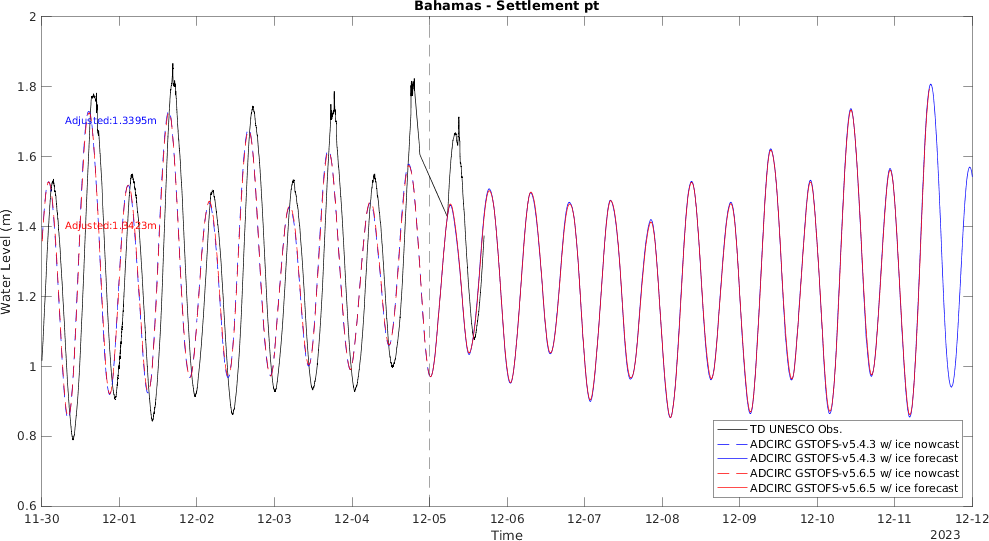 Bahamas - Settlement pt
2
1.8
1.6
1.4
1.2
1
0.8
0.6
Water Level (m)
Adjusted:1.3395m
Adjusted:1.3423m
TD UNESCO Obs.
ADCIRC GSTOFS-v5.4.3 w/ ice nowcast
ADCIRC GSTOFS-v5.4.3 w/ ice forecast
ADCIRC GSTOFS-v5.6.5 w/ ice nowcast
ADCIRC GSTOFS-v5.6.5 w/ ice forecast
11-30 12-01 12-02 12-03 12-04 12-05 12-06 12-07 12-08 12-09 12-10 12-11 12-12
Time
2023